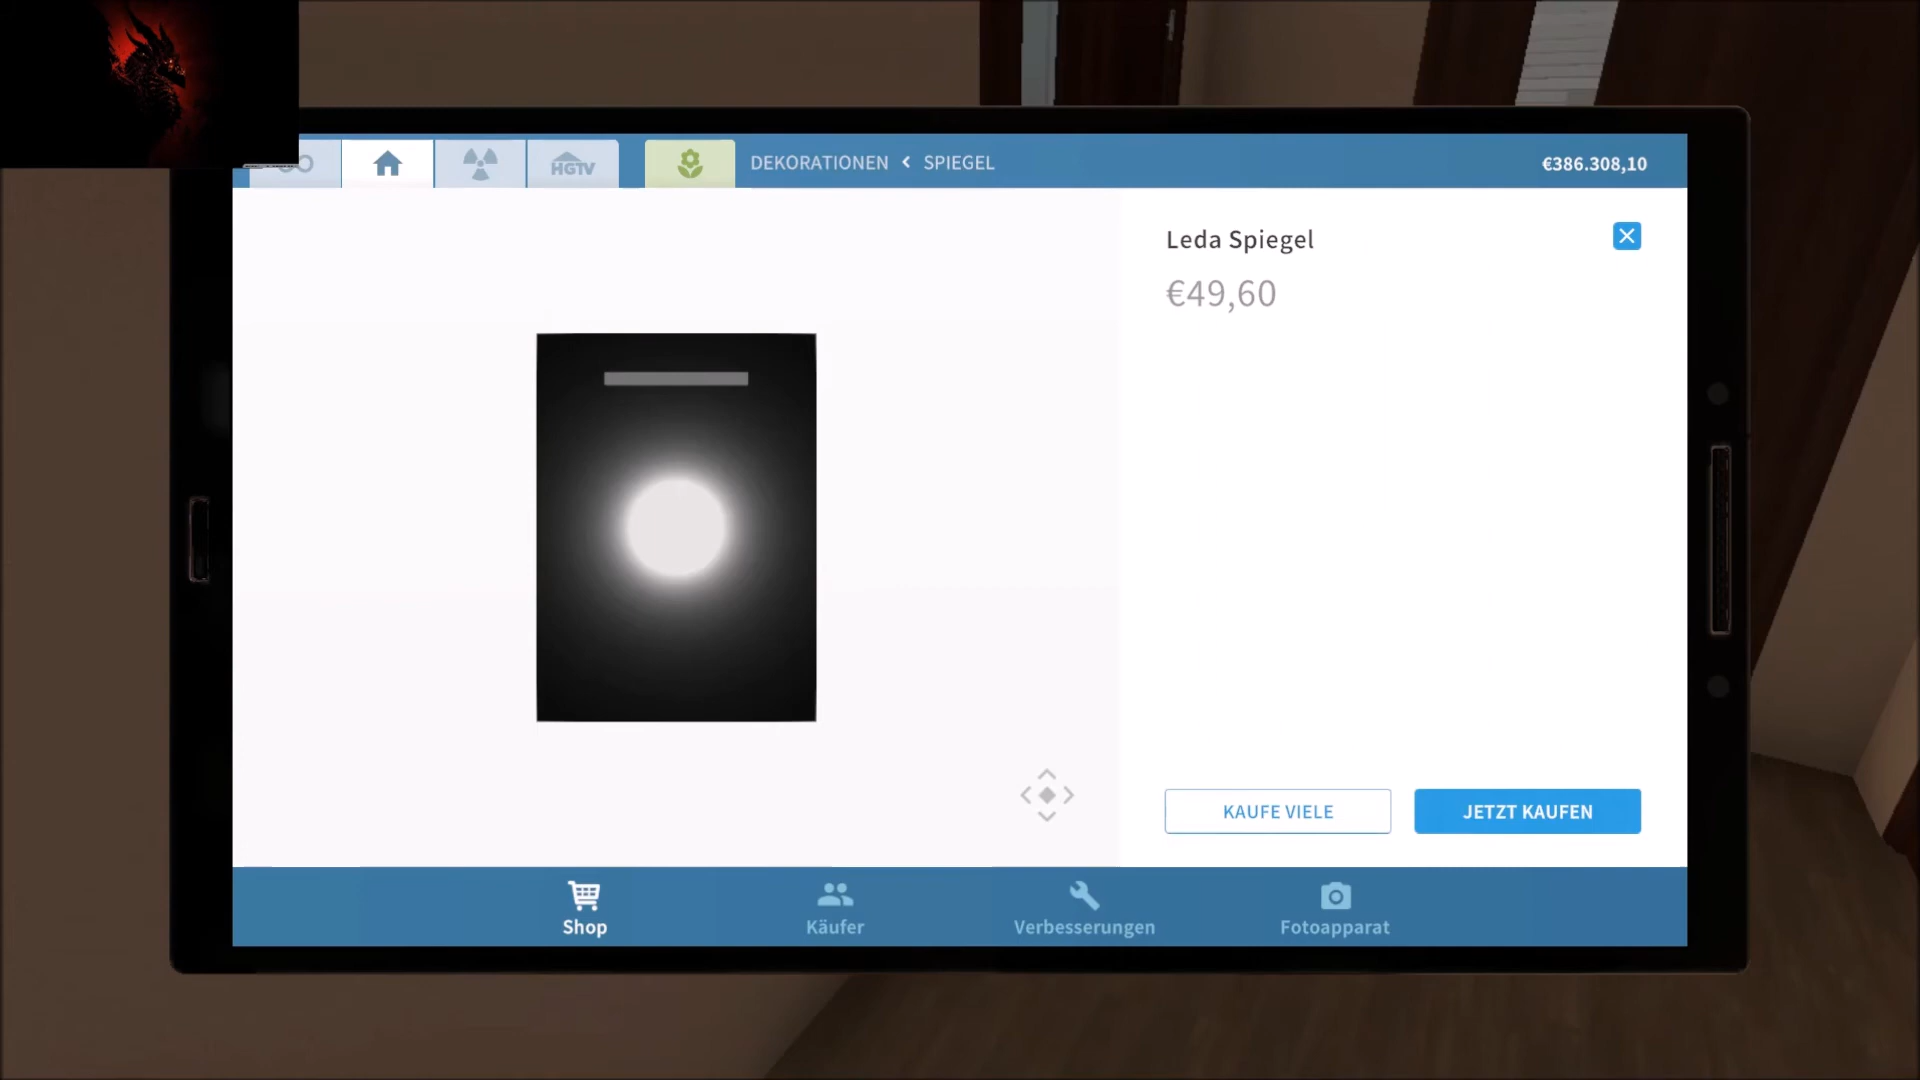 HGTV
DEKORATIONEN < SPIEGEL
€386.308,10
Leda Spiegel
€49,60
KAUFE VIELE
JETZT KAUFEN
Shop
Käufer
Verbesserungen
Fotoapparat